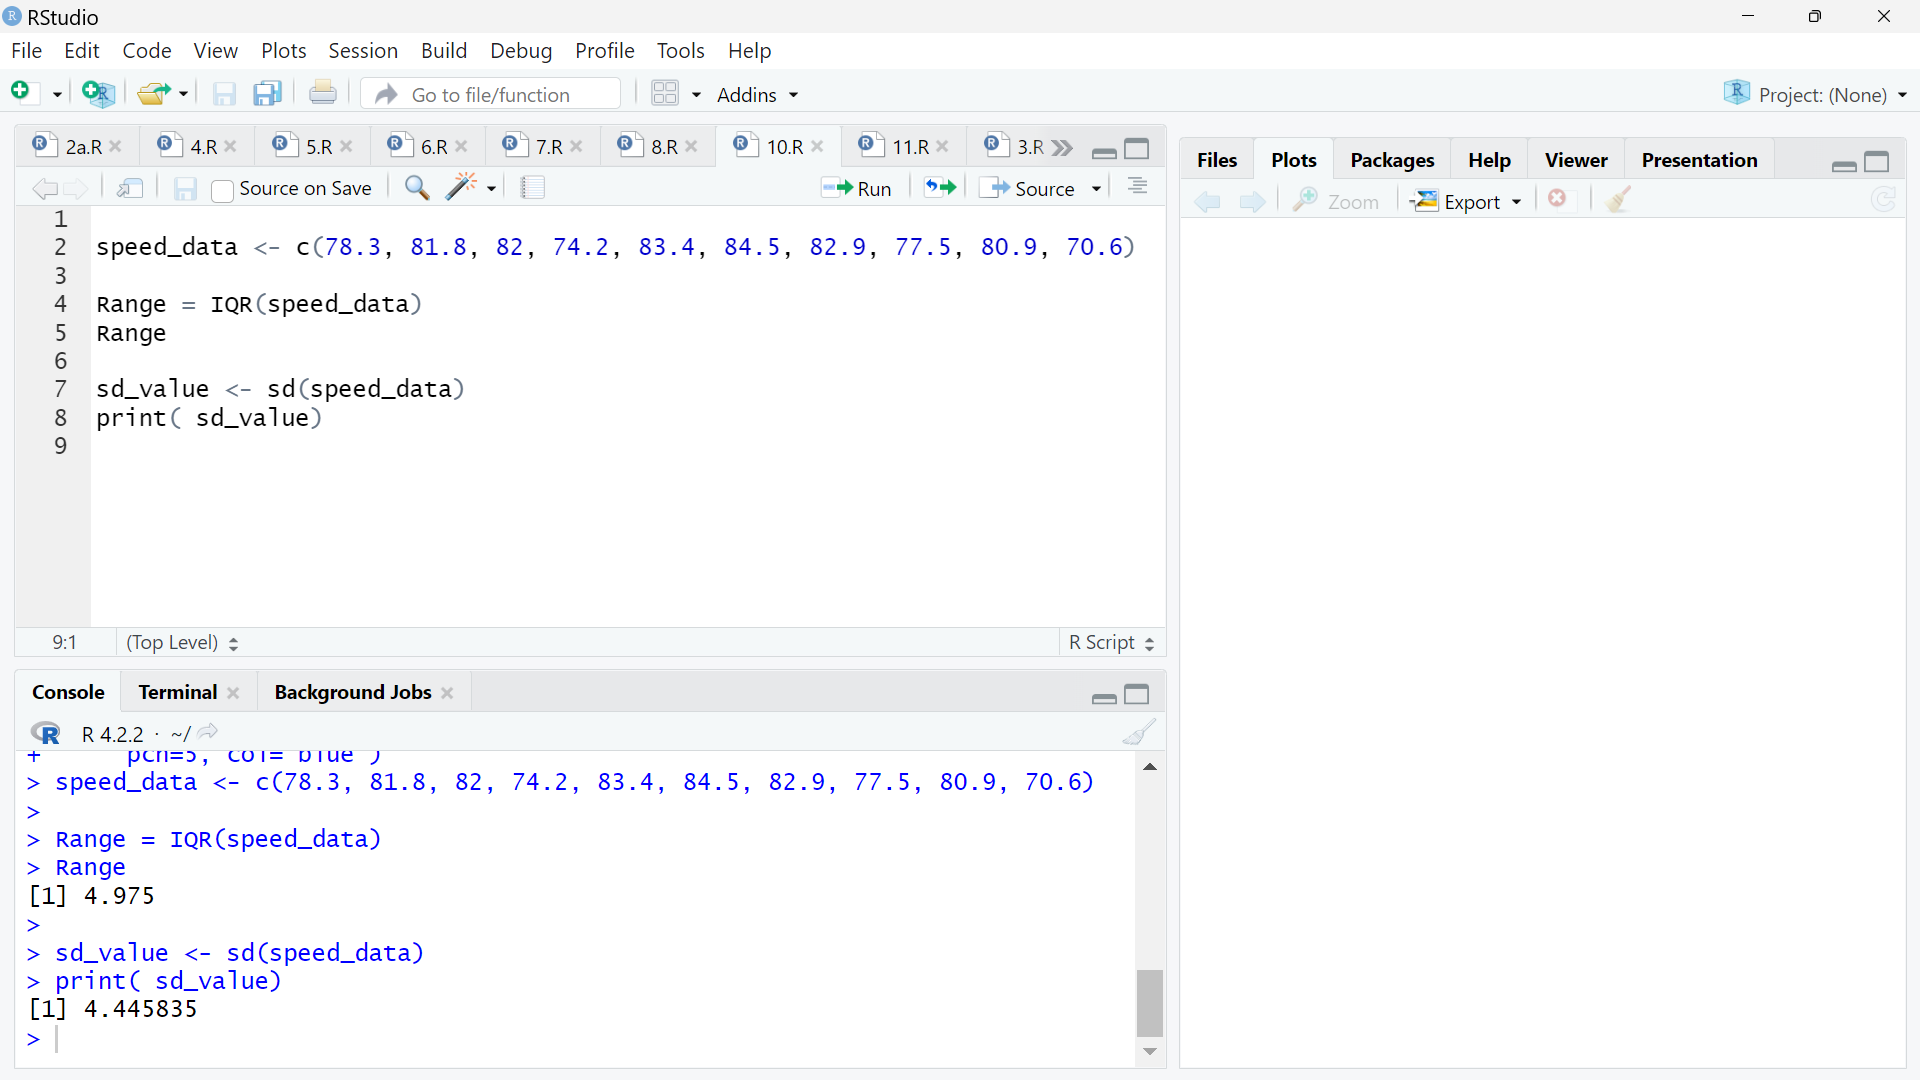 RStudio
File Edit Code View Plots Session Build Debug Profile Tools Help
Go to file/function Addins Project: (None)
2a.R 4.R 5.R 6.R 7.R 8.R 10.R 11.R 3.R
Source on Save Run Source
1
2 speed_data <- c(78.3, 81.8, 82, 74.2, 83.4, 84.5, 82.9, 77.5, 80.9, 70.6)
3
4 Range = IQR(speed_data)
5 Range
6
7 sd_value <- sd(speed_data)
8 print( sd_value)
9
9:1 (Top Level) R Script
Console Terminal Background Jobs
R 4.2.2 · ~/
+ pch=5, col= blue )
> speed_data <- c(78.3, 81.8, 82, 74.2, 83.4, 84.5, 82.9, 77.5, 80.9, 70.6)
>
> Range = IQR(speed_data)
> Range
[1] 4.975
>
> sd_value <- sd(speed_data)
> print( sd_value)
[1] 4.445835
>
Files Plots Packages Help Viewer Presentation
Zoom Export